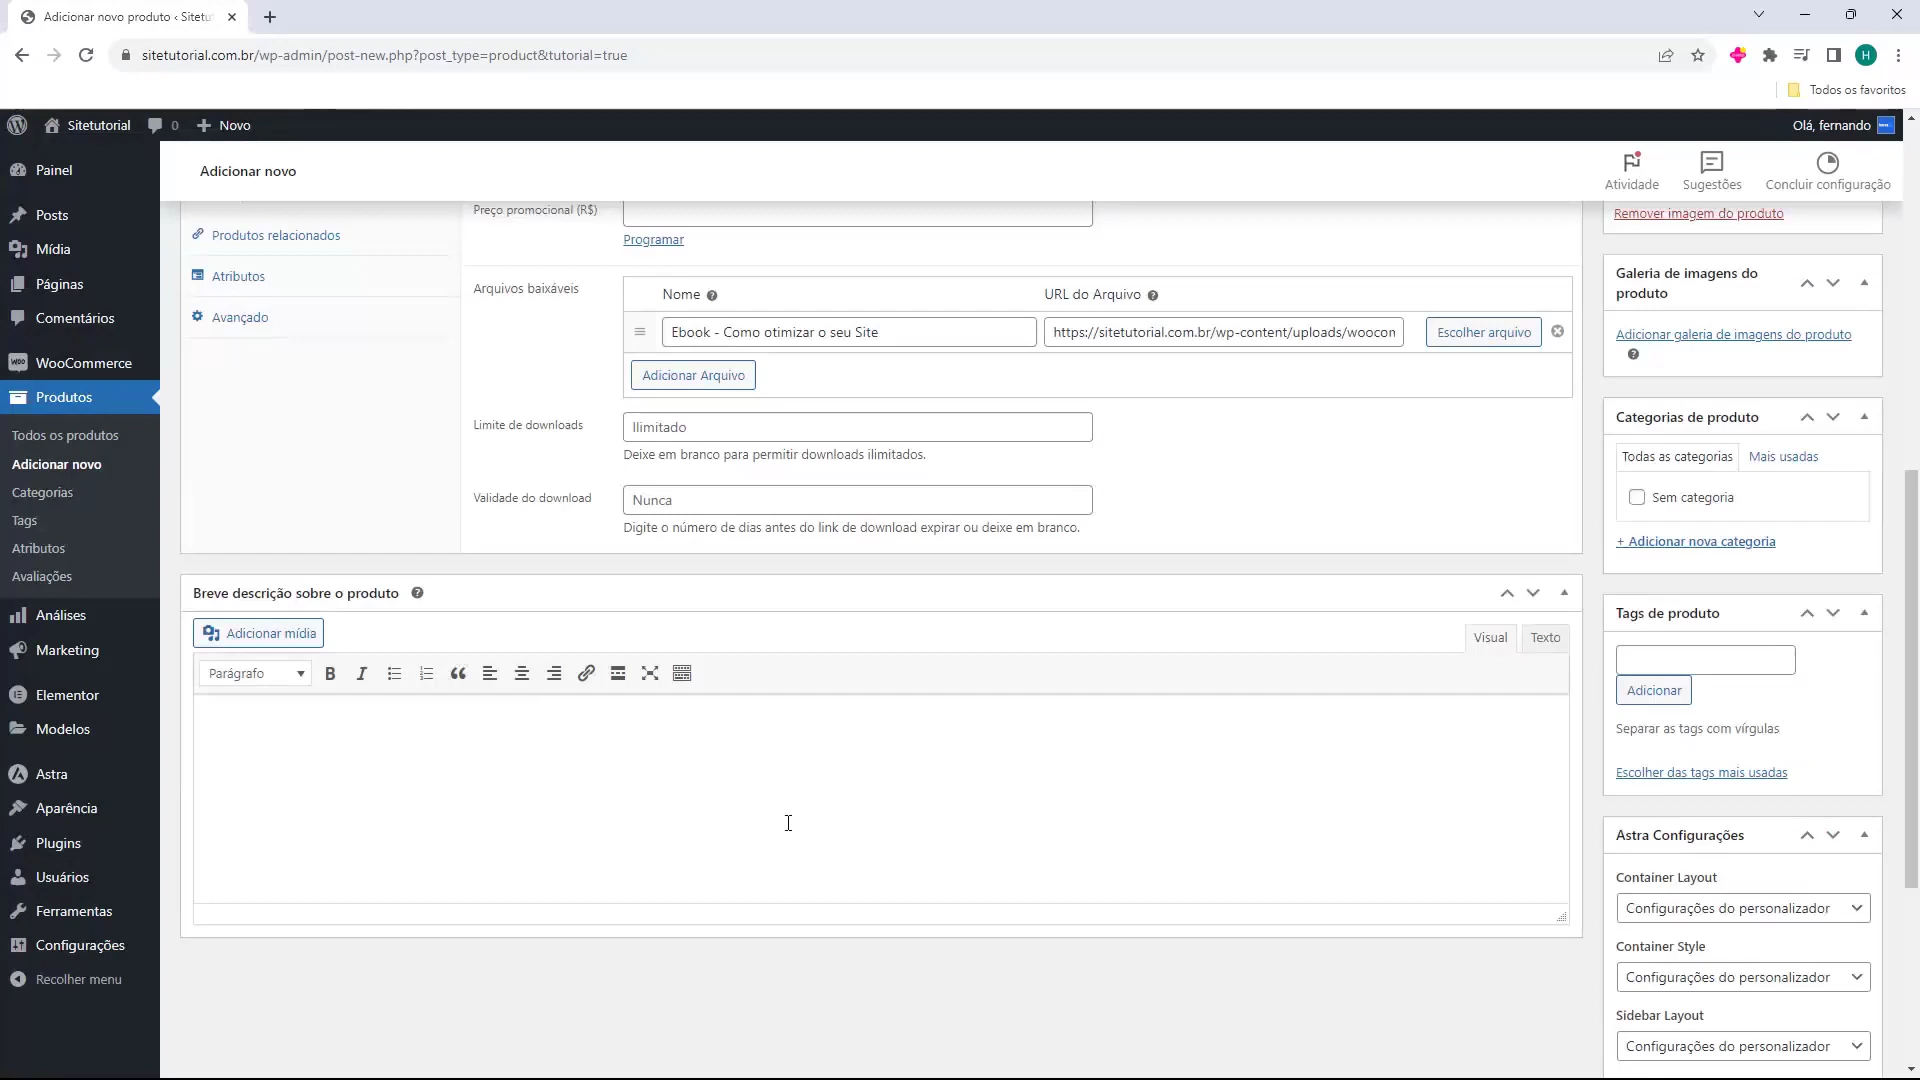 Adicionar novo produto ‹ Sitetu
sitetutorial.com.br/wp-admin/post-new.php?post_type=product&tutorial=true
H
Todos os favoritos
Sitetutorial
0
Novo
Olá, fernando
Adicionar novo
Atividade
Sugestões
Concluir configuração
Painel
Posts
Mídia
Páginas
Comentários
WooCommerce
Produtos
Todos os produtos
Adicionar novo
Categorias
Tags
Atributos
Avaliações
Análises
Marketing
Elementor
Modelos
Astra
Aparência
Plugins
Usuários
Ferramentas
Configurações
Recolher menu
Produtos relacionados
Atributos
Avançado
Preço promocional (R$)
Programar
Arquivos baixáveis
Nome
URL do Arquivo
Ebook - Como otimizar o seu Site
https://sitetutorial.com.br/wp-content/uploads/woocon
Escolher arquivo
Adicionar Arquivo
Limite de downloads
Ilimitado
Deixe em branco para permitir downloads ilimitados.
Validade do download
Nunca
Digite o número de dias antes do link de download expirar ou deixe em branco.
Breve descrição sobre o produto
Adicionar mídia
Visual
Texto
Parágrafo
Remover imagem do produto
Galeria de imagens do
produto
Adicionar galeria de imagens do produto
Categorias de produto
Todas as categorias
Mais usadas
Sem categoria
+ Adicionar nova categoria
Tags de produto
Adicionar
Separar as tags com vírgulas
Escolher das tags mais usadas
Astra Configurações
Container Layout
Configurações do personalizador
Container Style
Configurações do personalizador
Sidebar Layout
Configurações do personalizador